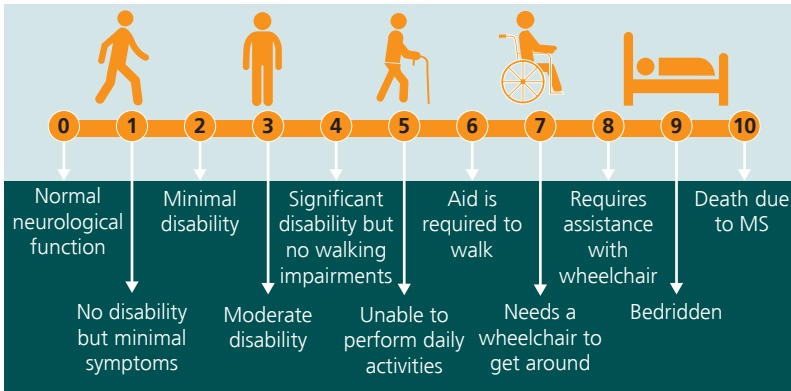 0 1 2 3 4 5 6 7 8 9 10
Normal
neurological
function
No disability
but minimal
symptoms
Minimal
disability
Moderate
disability
Significant
disability but
no walking
impairments
Unable to
perform daily
activities
Aid is
required to
walk
Needs a
wheelchair to
get around
Requires
assistance
with
wheelchair
Bedridden
Death due
to MS